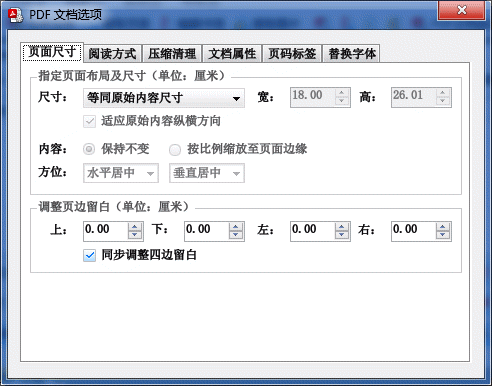 PDF 文档选项
页面尺寸 阅读方式 压缩清理 文档属性 页码标签 替换字体
指定页面布局及尺寸（单位：厘米）
尺寸： 等同原始内容尺寸 宽： 18.00 高： 26.01
适应原始内容纵横方向
内容： 保持不变 按比例缩放至页面边缘
方位： 水平居中 垂直居中
调整页边留白（单位：厘米）
上： 0.00 下： 0.00 左： 0.00 右： 0.00
同步调整四边留白